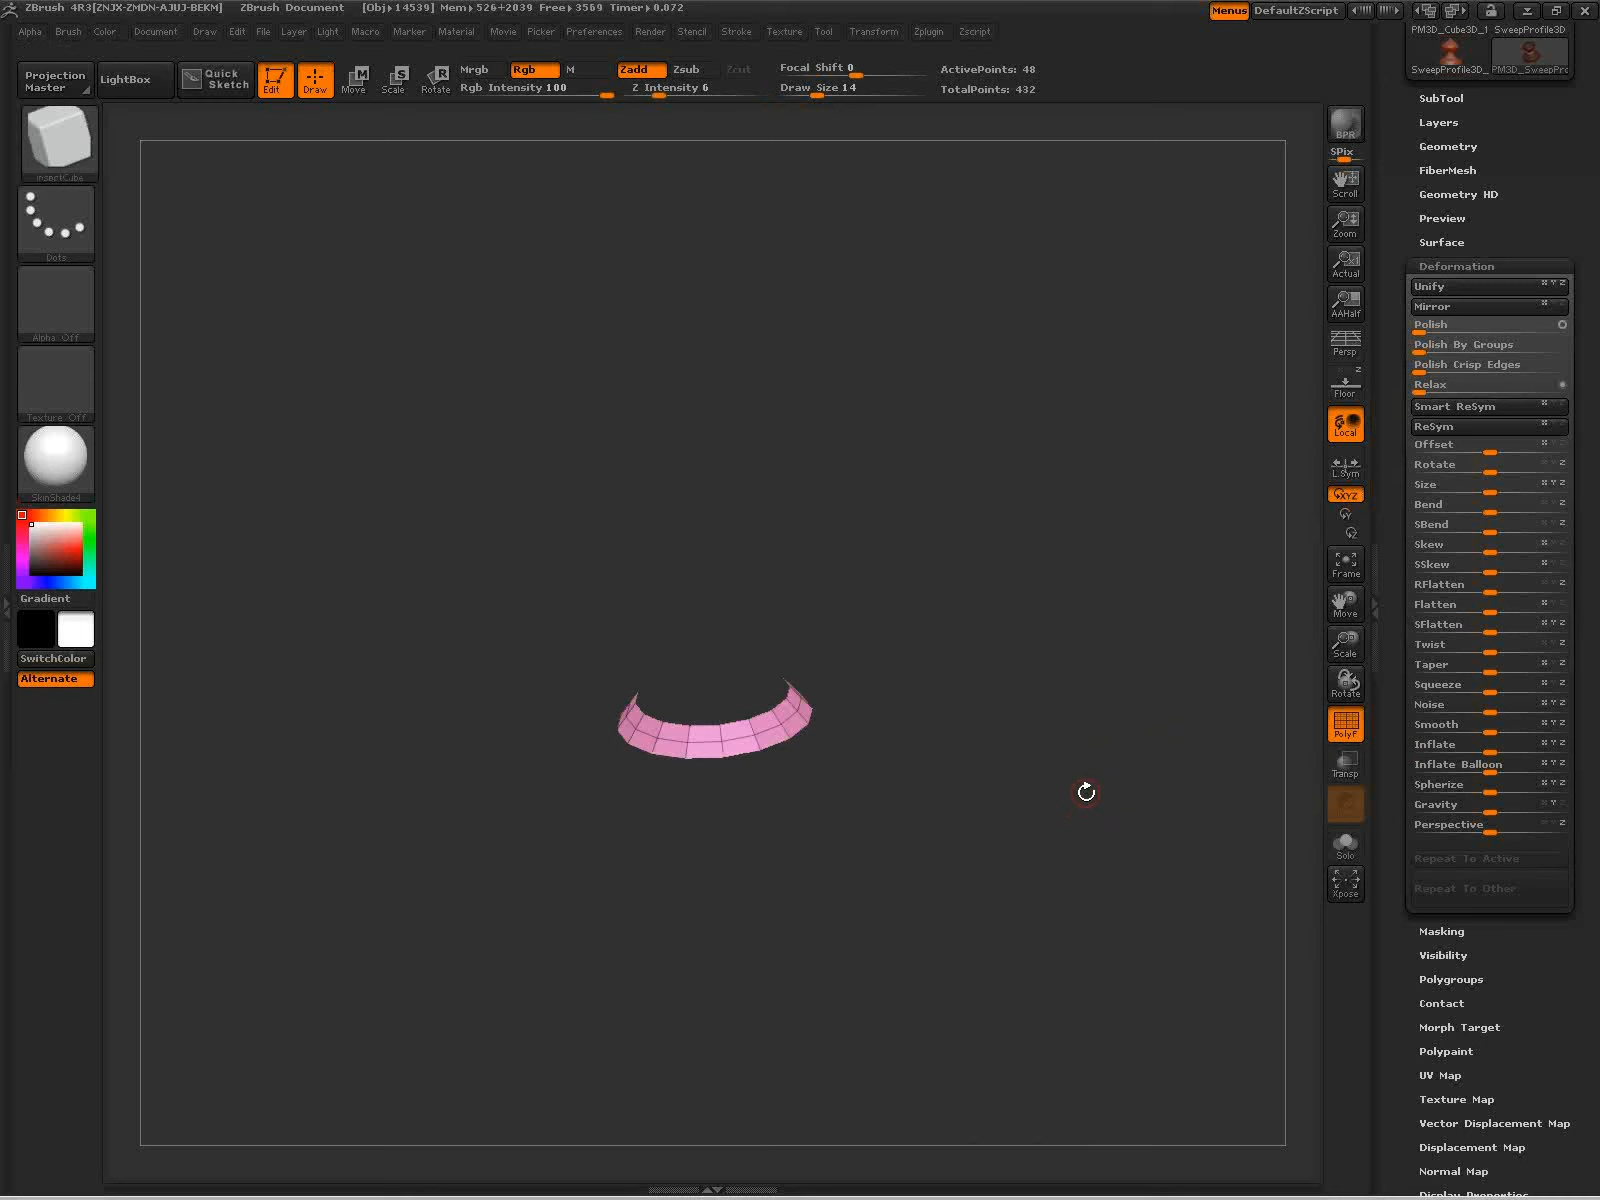 ZBrush 4R3[ZNJX-ZMDN-AJUJ-BEKM] ZBrush Document [Obj▸14539] Mem▸526+2039 Free▸3569 Timer▸0.072 Menus DefaultZScript
Alpha Brush Color Document Draw Edit File Layer Light Macro Marker Material Movie Picker Preferences Render Stencil Stroke Texture Tool Transform Zplugin Zscript
PM3D_Cube3D_1 SweepProfile3D
SweepProfile3D_ PM3D_SweepPro
Projection Master
LightBox
Quick Sketch
Edit
Draw
Move
Scale
Rotate
Mrgb Rgb M
Rgb Intensity 100
Zadd Zsub Zcut
Z Intensity 6
Focal Shift 0
Draw Size 14
ActivePoints: 48
TotalPoints: 432
InsertCube
Dots
Alpha Off
Texture Off
SkinShade4
Gradient
SwitchColor
Alternate
BPR
SPix
Scroll
Zoom
Actual
AAHalf
Persp
Z
Floor
Local
L.Sym
XYZ
Y
Z
Frame
Move
Scale
Rotate
PolyF
Transp
Solo
Xpose
SubTool
Layers
Geometry
FiberMesh
Geometry HD
Preview
Surface
Deformation
Unify X Y Z
Mirror X
Polish
Polish By Groups
Polish Crisp Edges
Relax
Smart ReSym X
ReSym X
Offset X
Rotate Z
Size X Y Z
Bend Z
SBend Z
Skew X Z
SSkew X Z
RFlatten Z
Flatten X Y Z
SFlatten X Y Z
Twist Z
Taper X Z
Squeeze X Z
Noise X Y Z
Smooth X Y Z
Inflate X Y Z
Inflate Balloon X Y Z
Spherize X Y Z
Gravity Y
Perspective Z
Repeat To Active
Repeat To Other
Masking
Visibility
Polygroups
Contact
Morph Target
Polypaint
UV Map
Texture Map
Vector Displacement Map
Displacement Map
Normal Map
Display Properties